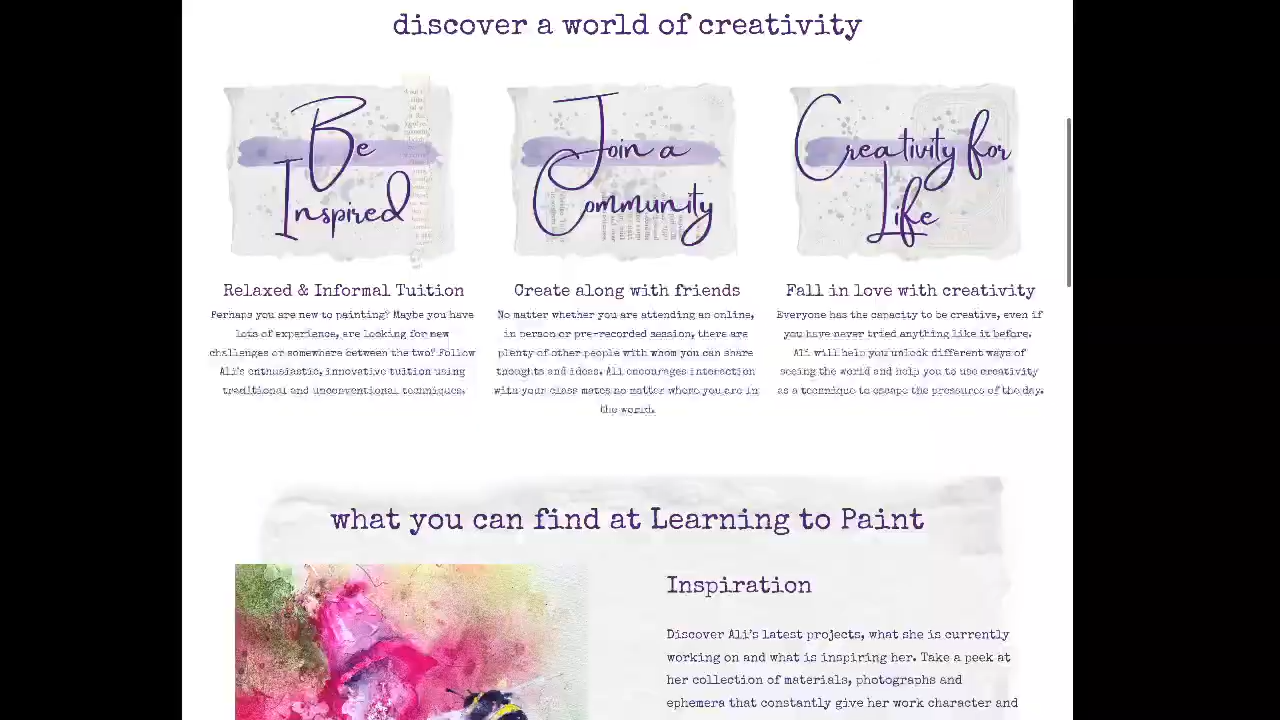 discover a world of creativity
Be
Inspired
Join a
Community
Creativity for
Life
Relaxed & Informal Tuition
Perhaps you are new to painting? Maybe you have
lots of experience, are looking for new
challenges or somewhere between the two? Follow
Ali's enthusiastic, innovative tuition using
traditional and unconventional techniques.
Create along with friends
No matter whether you are attending an online,
in person or pre-recorded session, there are
plenty of other people with whom you can share
thoughts and ideas. Ali encourages interaction
with your class mates no matter where you are in
the world.
Fall in love with creativity
Everyone has the capacity to be creative, even if
you have never tried anything like it before.
Ali will help you unlock different ways of
seeing the world and help you to use creativity
as a technique to escape the pressures of the day.
what you can find at Learning to Paint
Inspiration
Discover Ali's latest projects, what she is currently
working on and what is inspiring her. Take a peek at
her collection of materials, photographs and
ephemera that constantly give her work character and